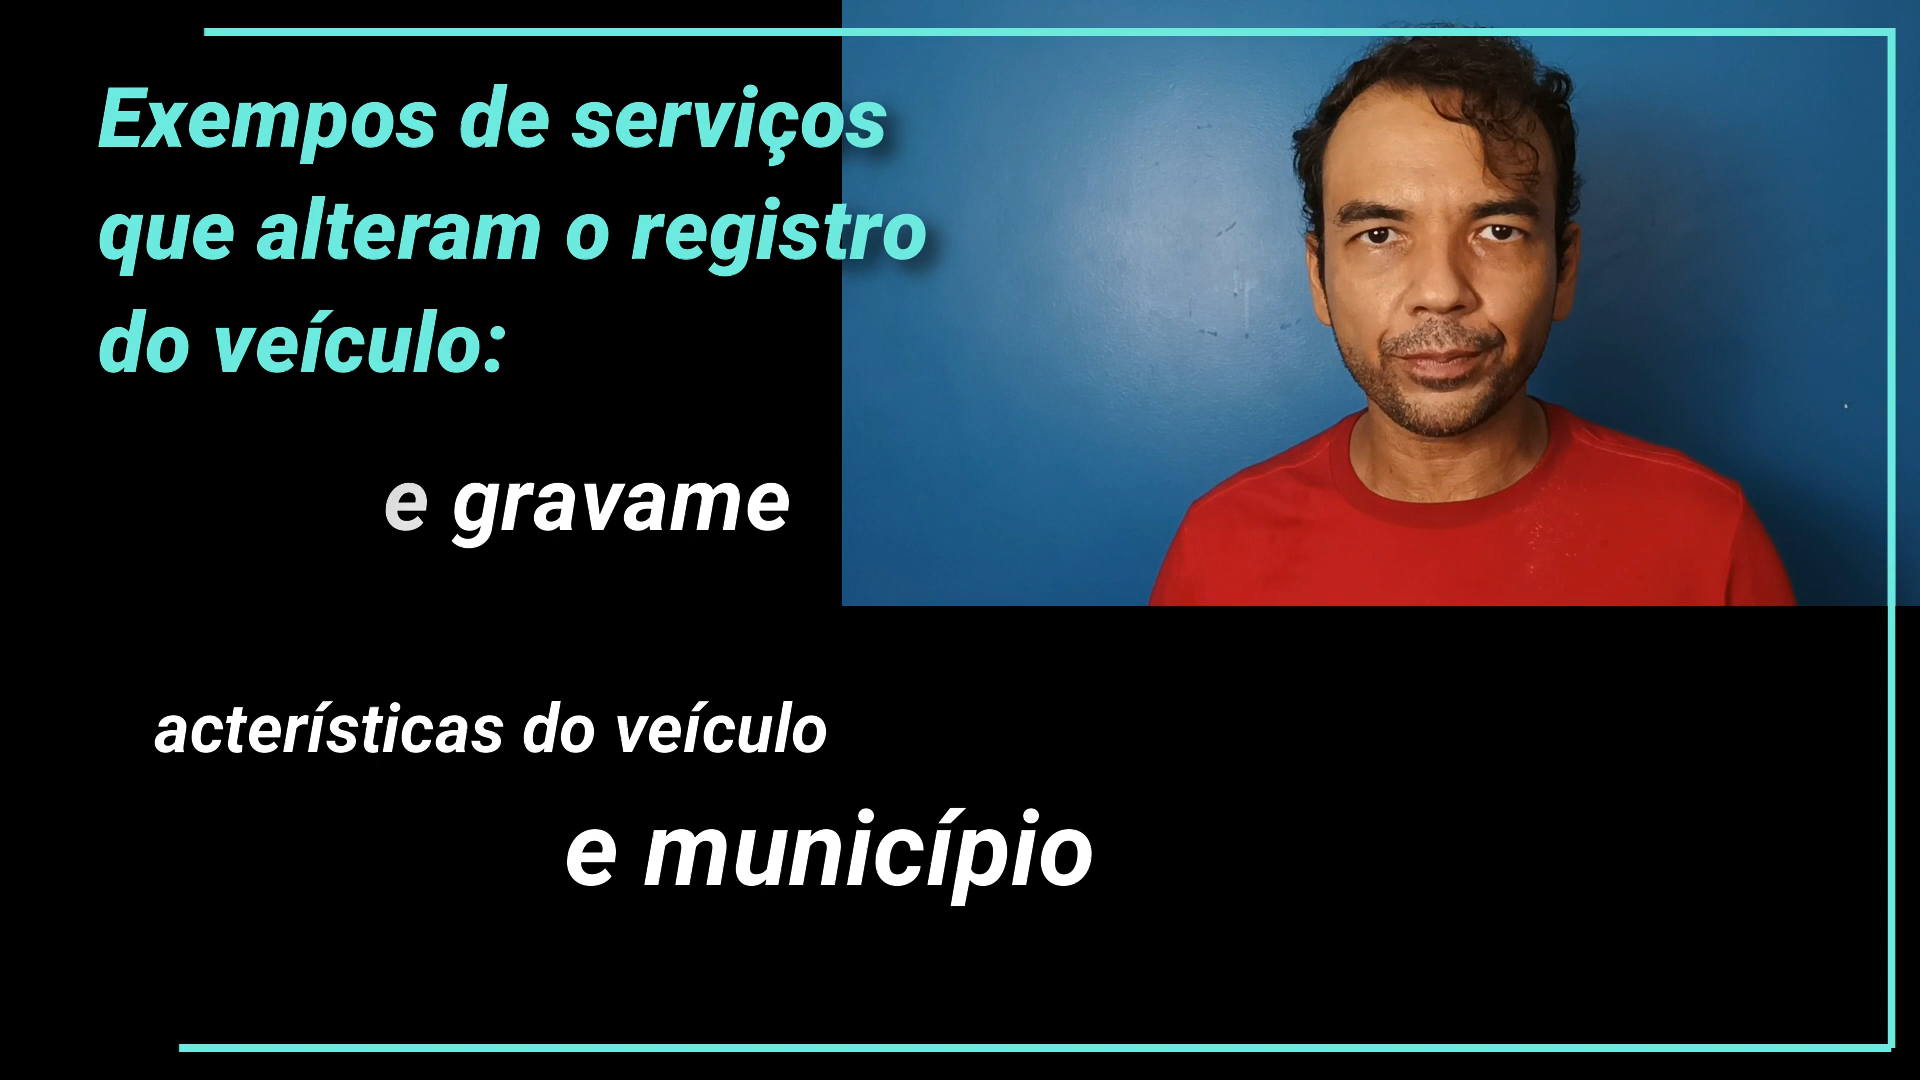 Exempos de serviços
que alteram o registro
do veículo:
e gravame
acterísticas do veículo
e município